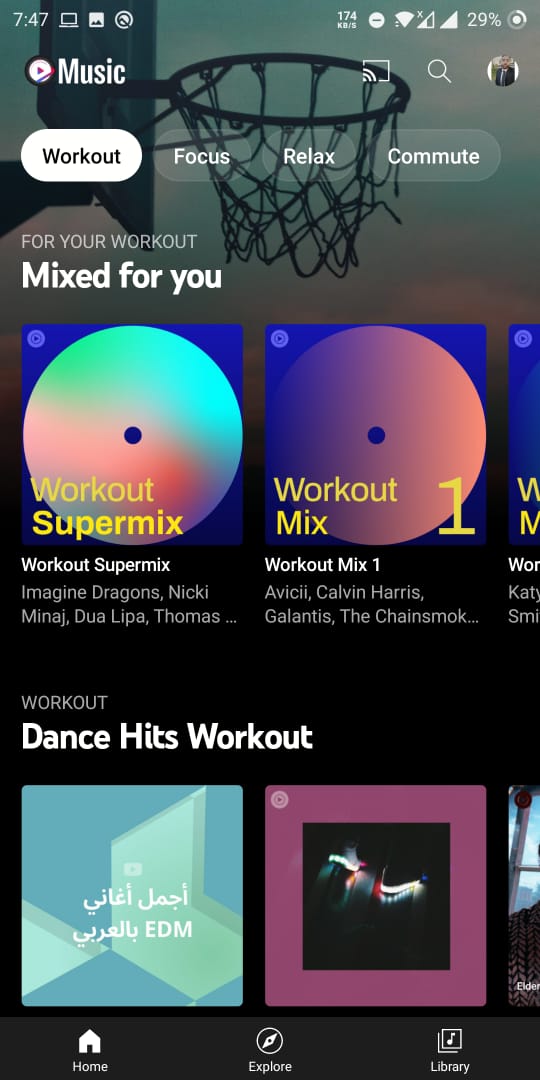 7:47
174
KB/S
X
29%
Music
Workout
Focus
Relax
Commute
FOR YOUR WORKOUT
Mixed for you
Workout
Supermix
Workout
Mix
1
W
M
Workout Supermix
Imagine Dragons, Nicki
Minaj, Dua Lipa, Thomas ...
Workout Mix 1
Avicii, Calvin Harris,
Galantis, The Chainsmok...
Wor
Katy
Smi
WORKOUT
Dance Hits Workout
أجمل أغاني
EDM بالعربي
Elder
Home
Explore
Library